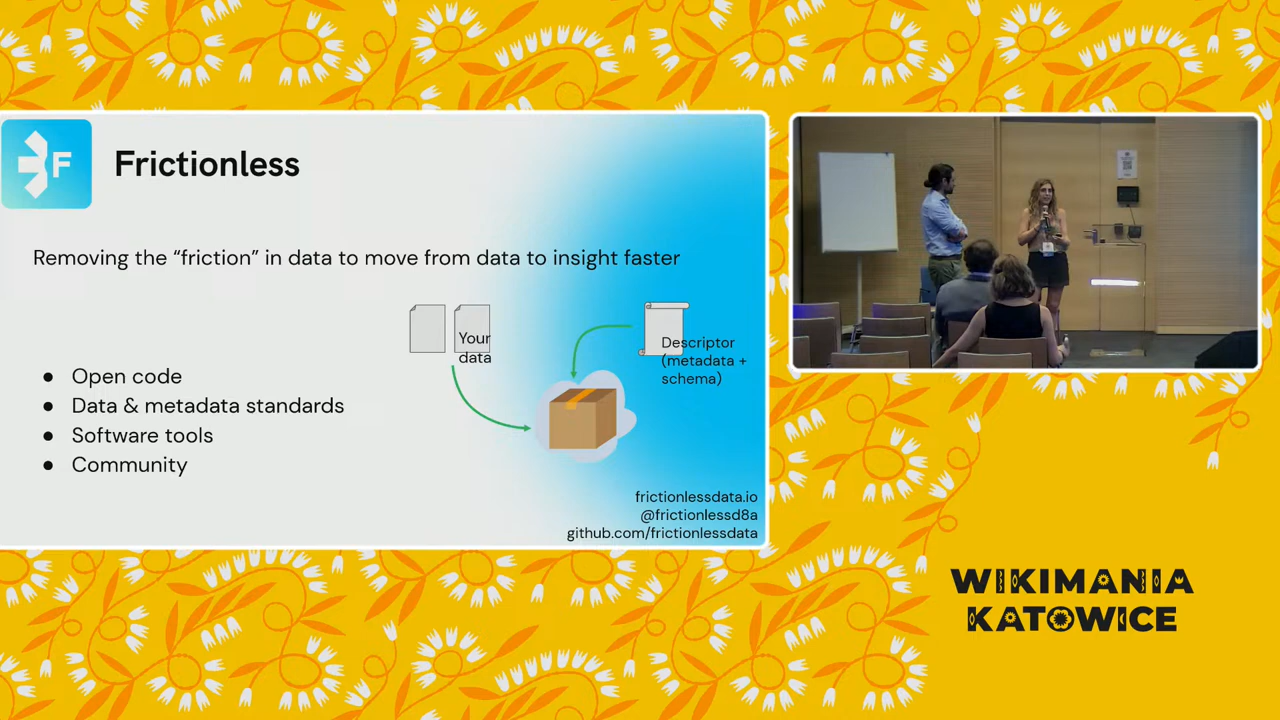 F
Frictionless
Removing the “friction” in data to move from data to insight faster
Your
data
Descriptor
(metadata +
schema)
● Open code
● Data & metadata standards
● Software tools
● Community
frictionlessdata.io
@frictionlessd8a
github.com/frictionlessdata
WIKIMANIA
KATOWICE